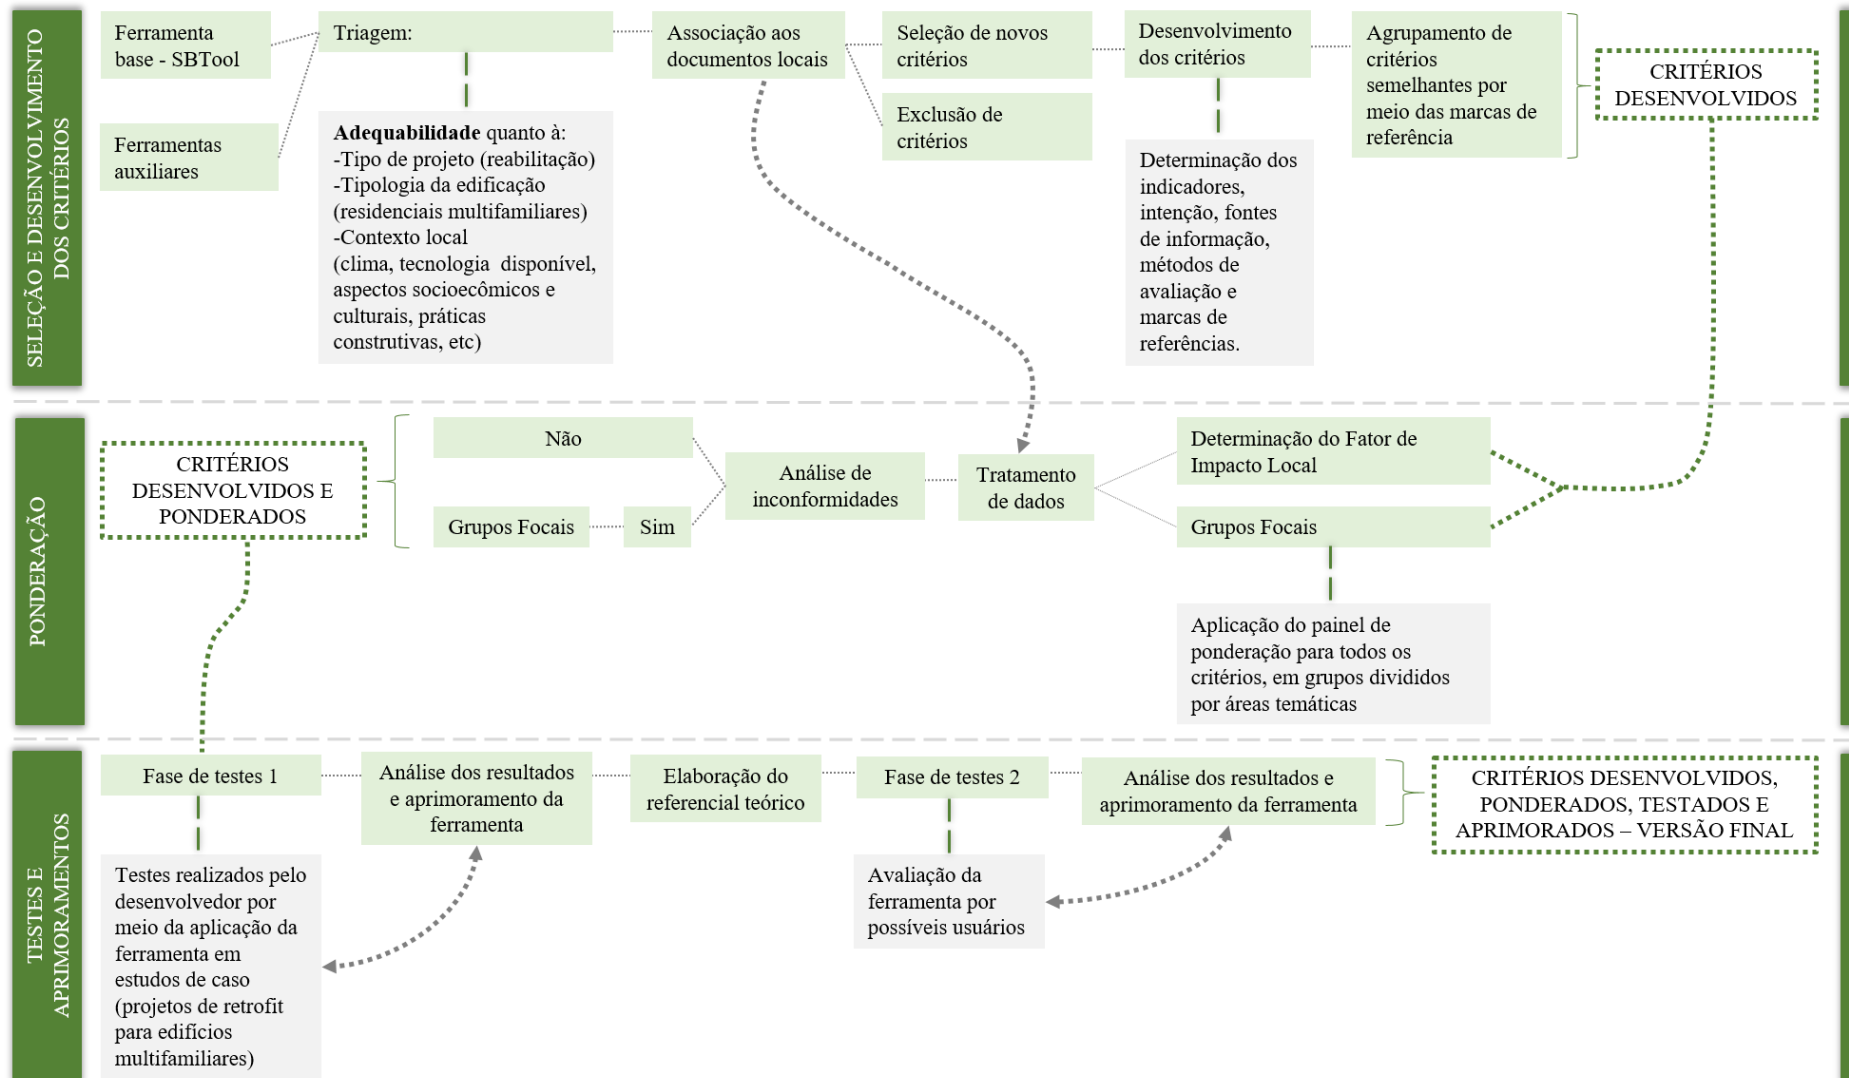 SELEÇÃO E DESENVOLVIMENTO
DOS CRITÉRIOS
Ferramenta
base - SBTool
Ferramentas
auxiliares
Triagem:
Adequabilidade quanto à:
-Tipo de projeto (reabilitação)
-Tipologia da edificação
(residenciais multifamiliares)
-Contexto local
(clima, tecnologia disponível,
aspectos socioecômicos e
culturais, práticas
construtivas, etc)
Associação aos
documentos locais
Seleção de novos
critérios
Exclusão de
critérios
Desenvolvimento
dos critérios
Determinação dos
indicadores,
intenção, fontes
de informação,
métodos de
avaliação e
marcas de
referências.
Agrupamento de
critérios
semelhantes por
meio das marcas de
referência
CRITÉRIOS
DESENVOLVIDOS
PONDERAÇÃO
CRITÉRIOS
DESENVOLVIDOS E
PONDERADOS
Não
Grupos Focais
Sim
Análise de
inconformidades
Tratamento
de dados
Determinação do Fator de
Impacto Local
Grupos Focais
Aplicação do painel de
ponderação para todos os
critérios, em grupos divididos
por áreas temáticas
TESTES E
APRIMORAMENTOS
Fase de testes 1
Testes realizados pelo
desenvolvedor por
meio da aplicação da
ferramenta em
estudos de caso
(projetos de retrofit
para edifícios
multifamiliares)
Análise dos resultados
e aprimoramento da
ferramenta
Elaboração do
referencial teórico
Fase de testes 2
Avaliação da
ferramenta por
possíveis usuários
Análise dos resultados e
aprimoramento da ferramenta
CRITÉRIOS DESENVOLVIDOS,
PONDERADOS, TESTADOS E
APRIMORADOS – VERSÃO FINAL